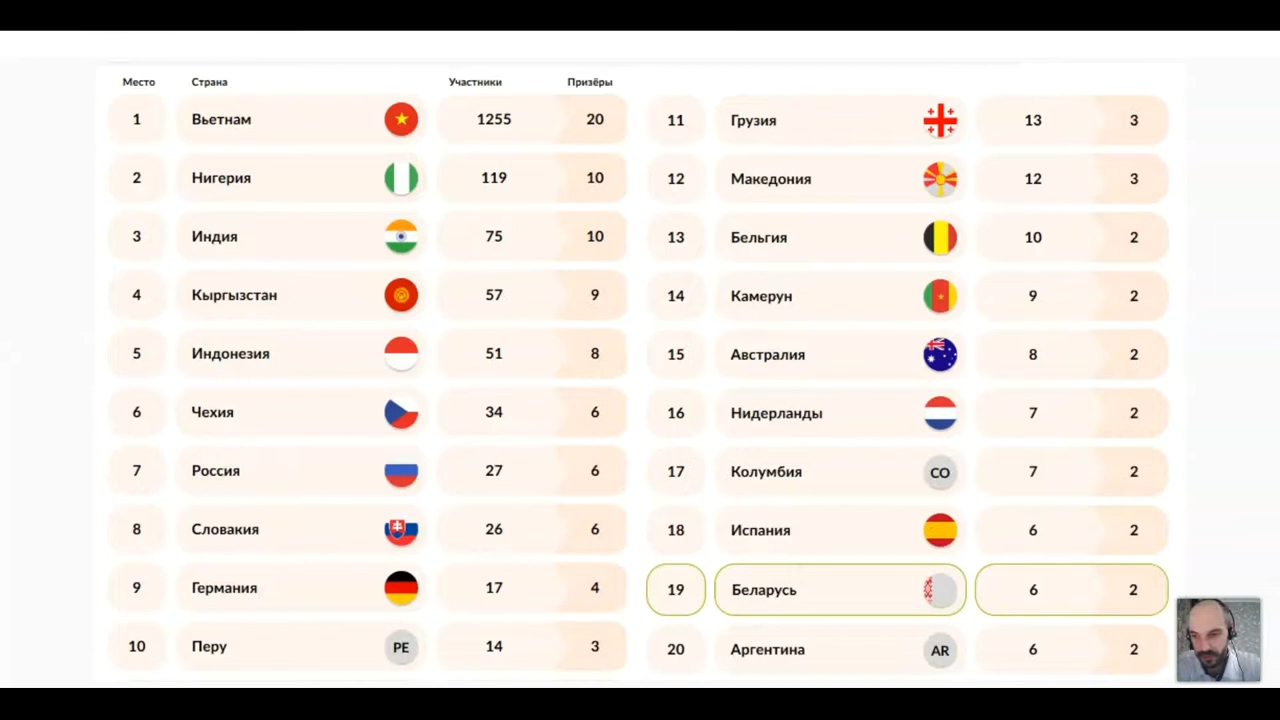 Место Страна Участники Призёры
1 Вьетнам 1255 20
2 Нигерия 119 10
3 Индия 75 10
4 Кыргызстан 57 9
5 Индонезия 51 8
6 Чехия 34 6
7 Россия 27 6
8 Словакия 26 6
9 Германия 17 4
10 Перу PE 14 3
11 Грузия 13 3
12 Македония 12 3
13 Бельгия 10 2
14 Камерун 9 2
15 Австралия 8 2
16 Нидерланды 7 2
17 Колумбия CO 7 2
18 Испания 6 2
19 Беларусь 6 2
20 Аргентина AR 6 2